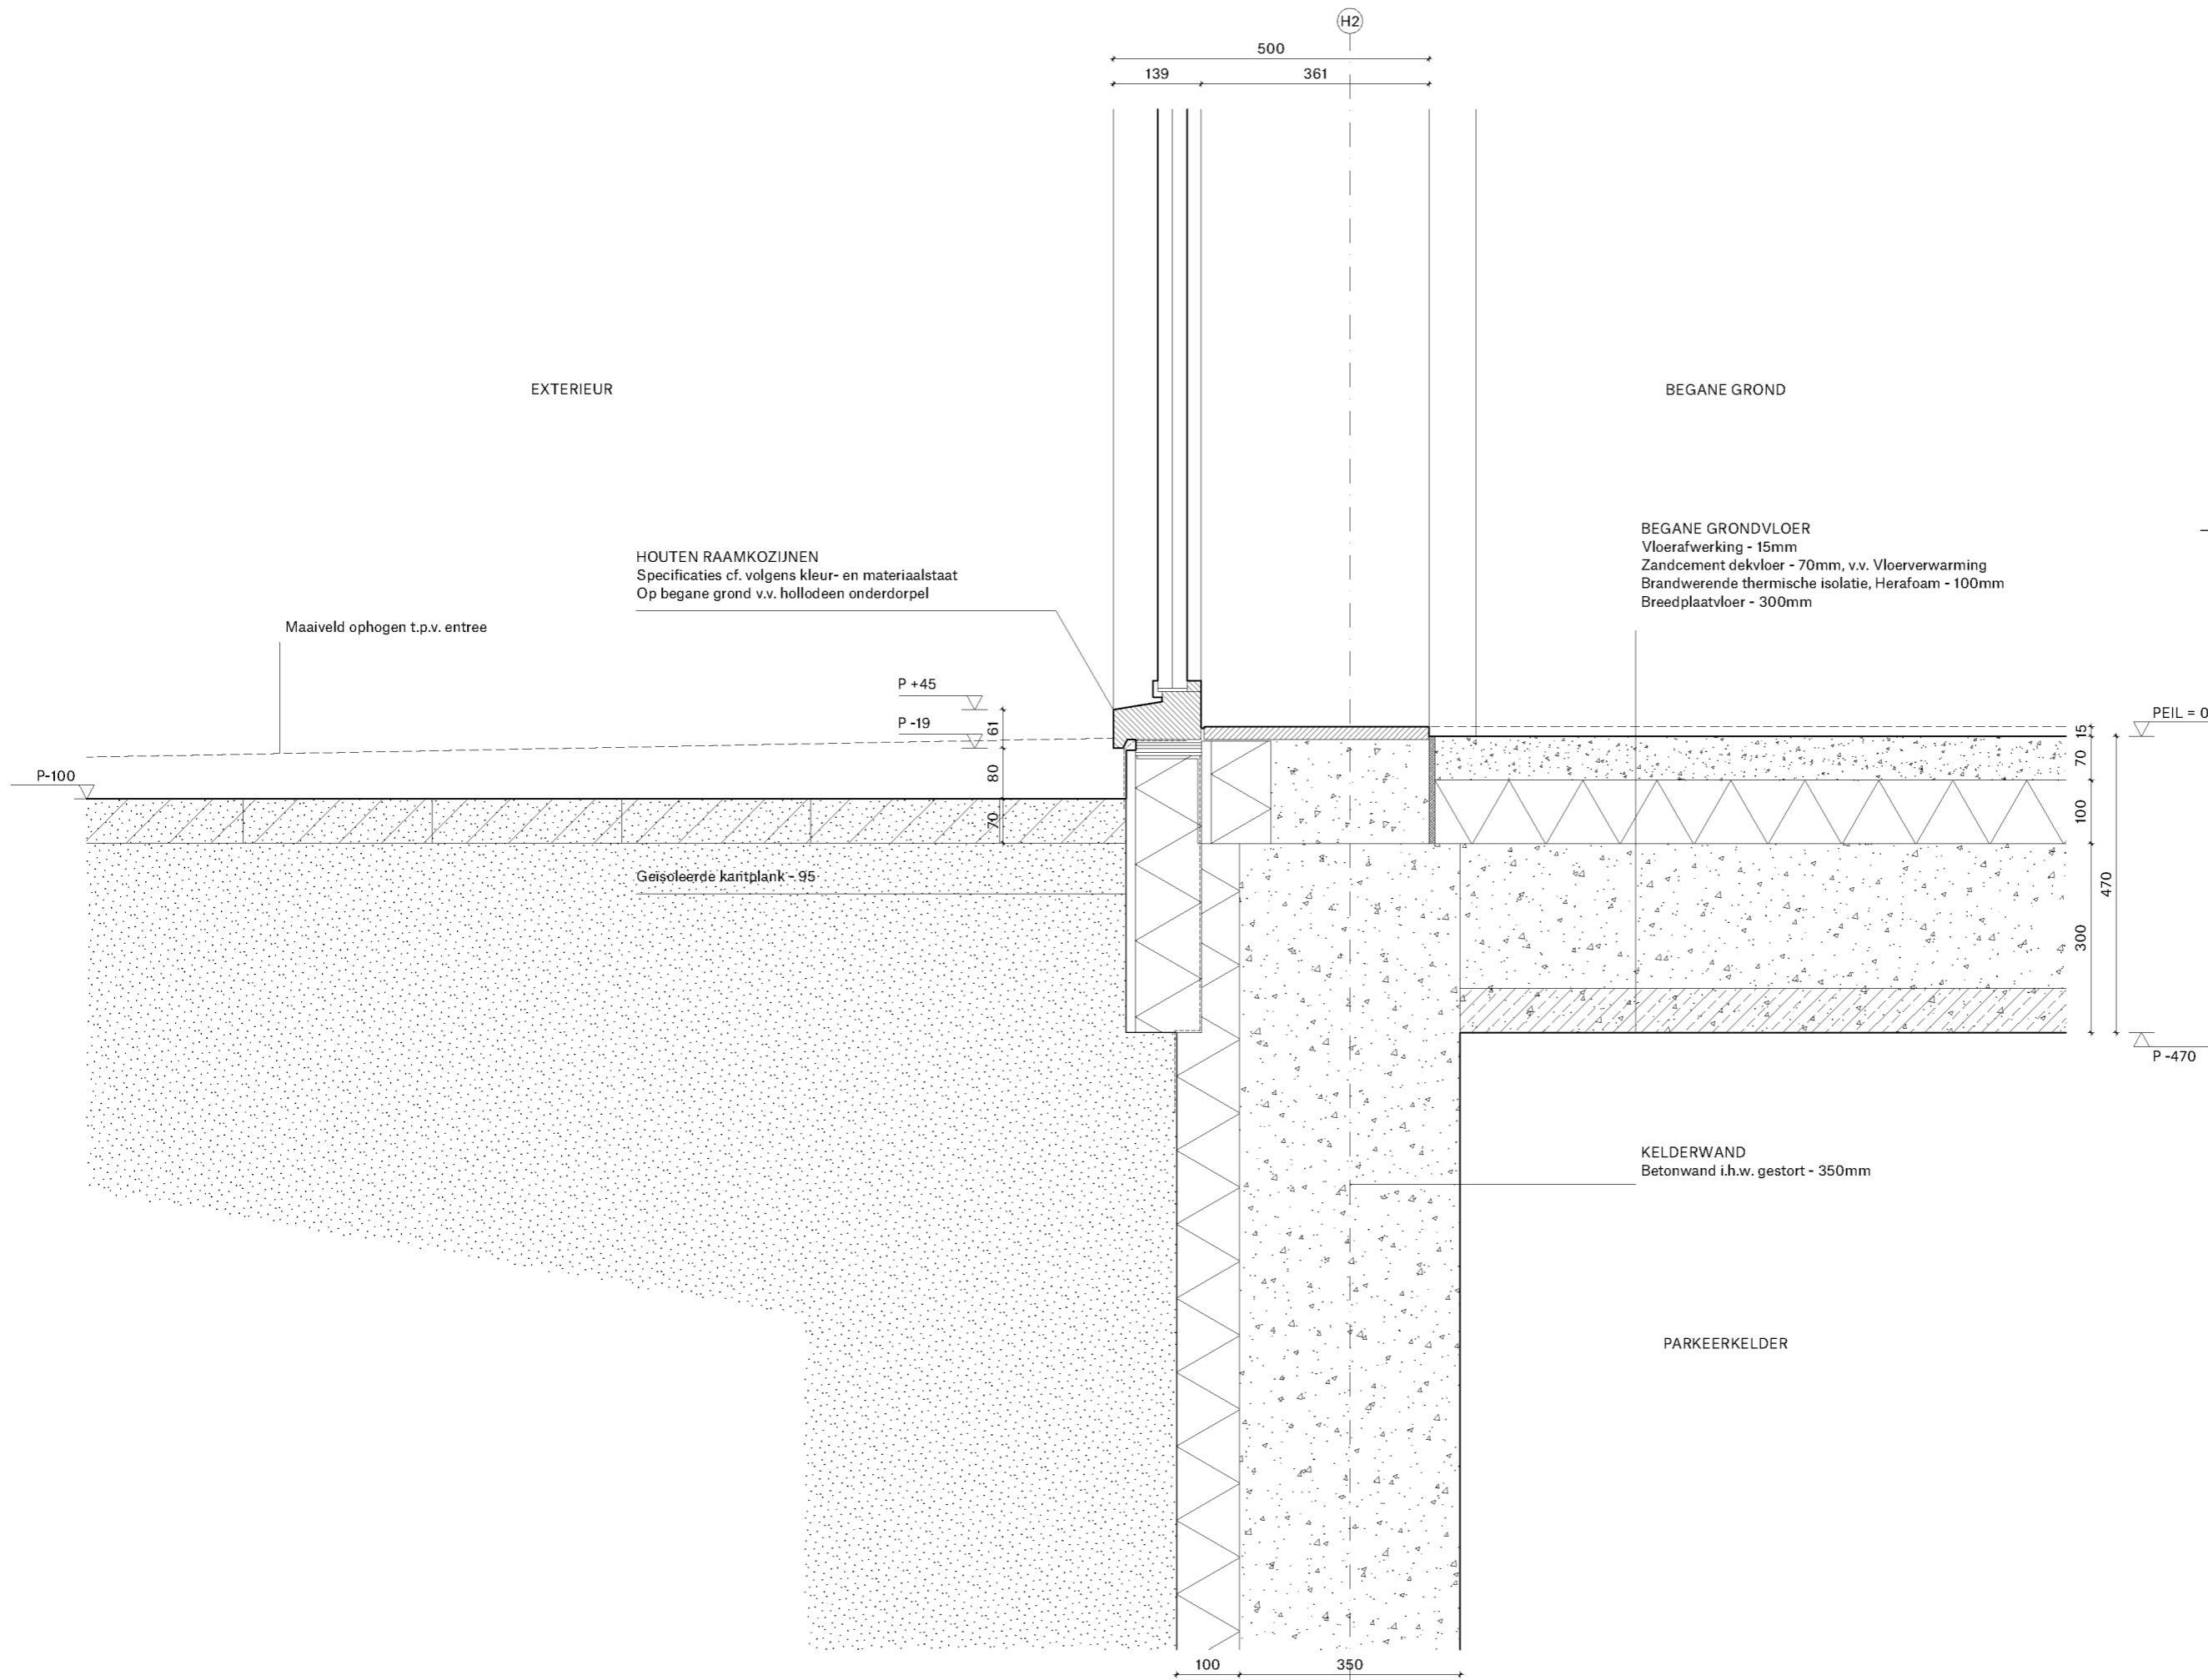 H2
500
139 361
EXTERIEUR
BEGANE GROND
BEGANE GRONDVLOER
Vloerafwerking - 15mm
Zandcement dekvloer - 70mm, v.v. Vloerverwarming
Brandwerende thermische isolatie, Herafoam - 100mm
Breedplaatvloer - 300mm
HOUTEN RAAMKOZIJNEN
Specificaties cf. volgens kleur- en materiaalstaat
Op begane grond v.v. hollodeen onderdorpel
Maaiveld ophogen t.p.v. entree
P +45
P -19
61
80
70
P-100
PEIL = 0
15
70
100
300
470
P -470
Geïsoleerde kantplank - 95
KELDERWAND
Betonwand i.h.w. gestort - 350mm
PARKEERKELDER
100 350